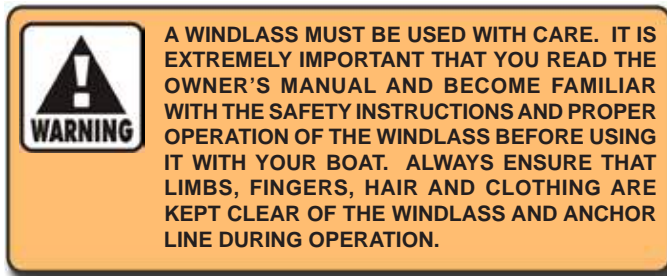 WARNING
A WINDLASS MUST BE USED WITH CARE. IT IS
EXTREMELY IMPORTANT THAT YOU READ THE
OWNER'S MANUAL AND BECOME FAMILIAR
WITH THE SAFETY INSTRUCTIONS AND PROPER
OPERATION OF THE WINDLASS BEFORE USING
IT WITH YOUR BOAT. ALWAYS ENSURE THAT
LIMBS, FINGERS, HAIR AND CLOTHING ARE
KEPT CLEAR OF THE WINDLASS AND ANCHOR
LINE DURING OPERATION.